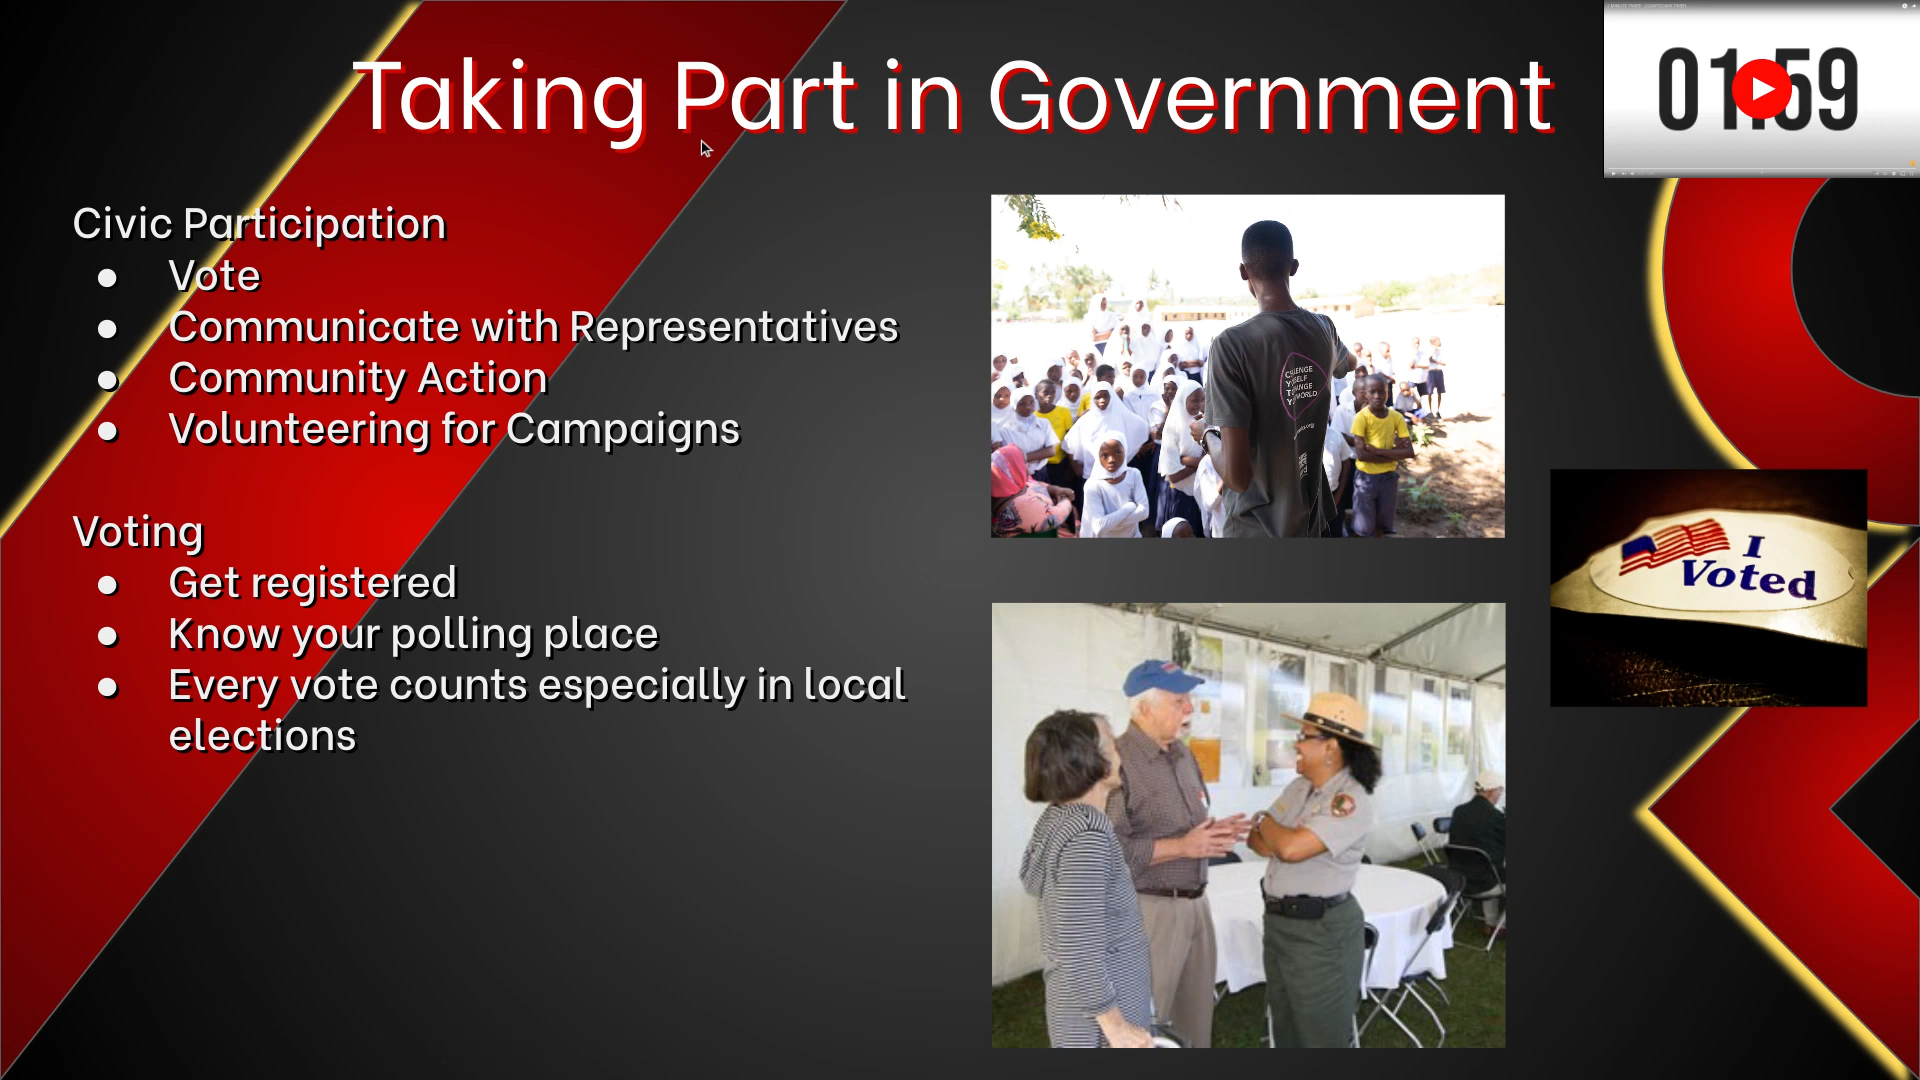 Taking Part in Government
01:59
Civic Participation
● Vote
● Communicate with Representatives
● Community Action
● Volunteering for Campaigns
Voting
● Get registered
● Know your polling place
● Every vote counts especially in local
elections
I
Voted